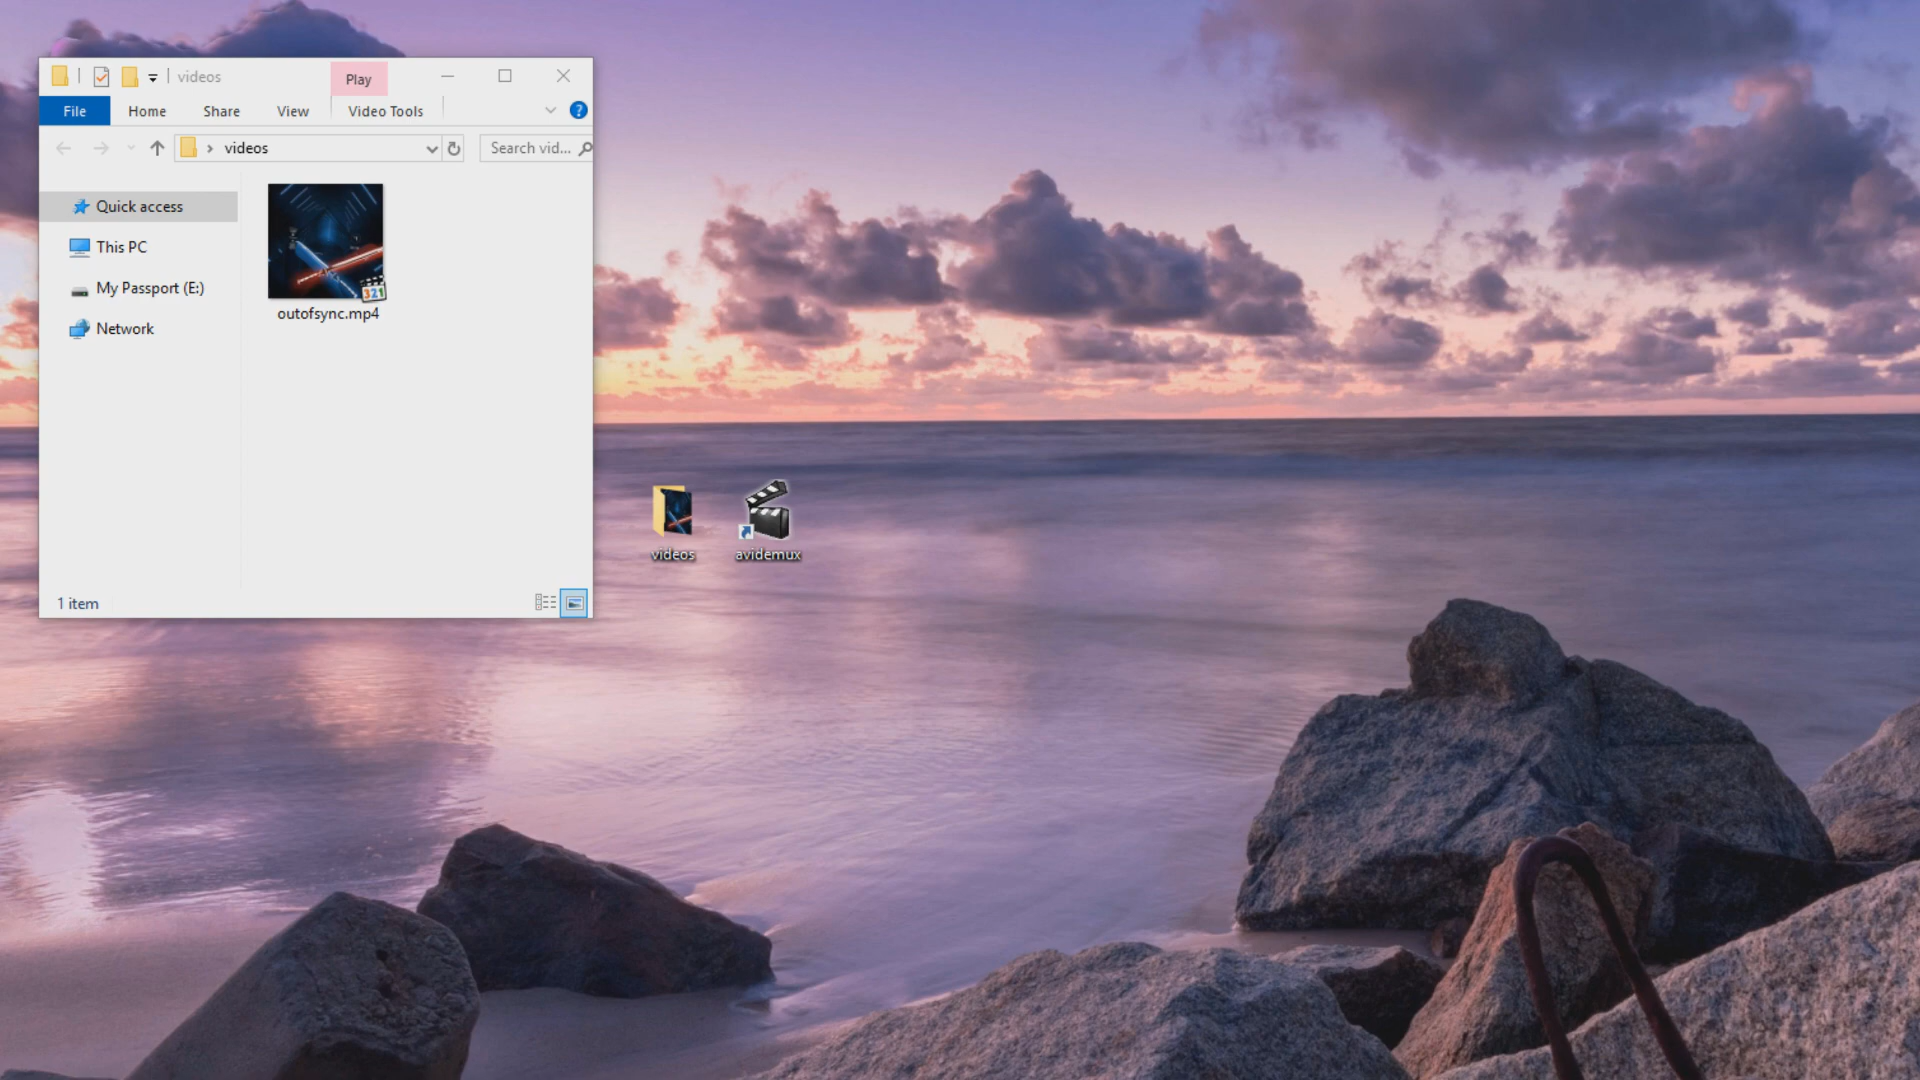 videos
Play
File Home Share View Video Tools
videos
Search vid...
Quick access
This PC
My Passport (E:)
Network
321
outofsync.mp4
videos
avidemux
1 item